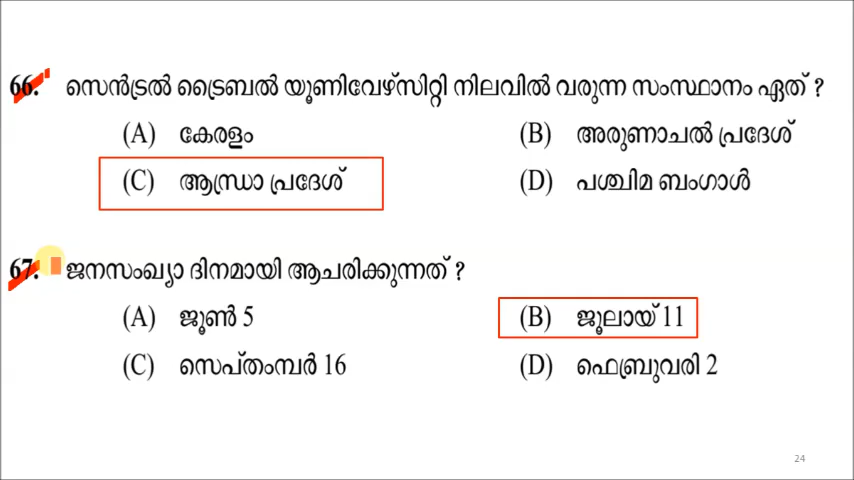 66. സെൻട്രൽ ട്രൈബൽ യൂണിവേഴ്സിറ്റി നിലവിൽ വരുന്ന സംസ്ഥാനം ഏത് ?
(A) കേരളം (B) അരുണാചൽ പ്രദേശ്
(C) ആന്ധ്രാ പ്രദേശ് (D) പശ്ചിമ ബംഗാൾ
67. ജനസംഖ്യാ ദിനമായി ആചരിക്കുന്നത് ?
(A) ജൂൺ 5 (B) ജൂലായ് 11
(C) സെപ്തംമ്പർ 16 (D) ഫെബ്രുവരി 2
24